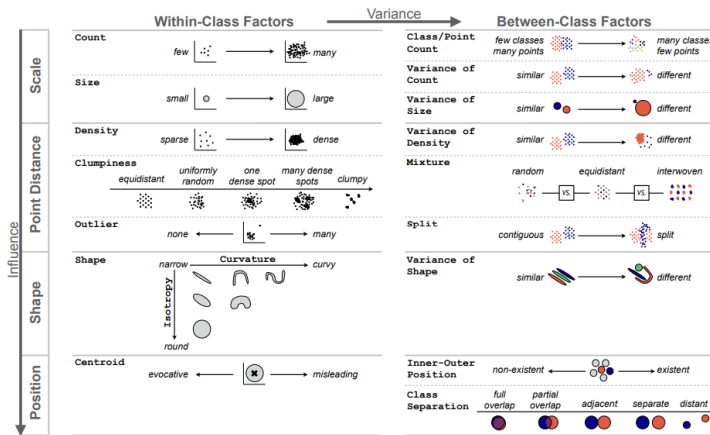 Within-Class Factors
Variance
Between-Class Factors
Influence
Scale
Count
few
many
Size
small
large
Point Distance
Density
sparse
dense
Clumpiness
equidistant
uniformly random
one dense spot
many dense spots
clumpy
Outlier
none
many
Shape
Shape
narrow
Curvature
curvy
Isotropy
round
Position
Centroid
evocative
misleading
Class/Point Count
few classes many points
many classes few points
Variance of Count
similar
different
Variance of Size
similar
different
Variance of Density
similar
different
Mixture
random
equidistant
interwoven
vs.
vs.
Split
contiguous
split
Variance of Shape
similar
different
Inner-Outer Position
non-existent
existent
Class Separation
full overlap
partial overlap
adjacent
separate
distant